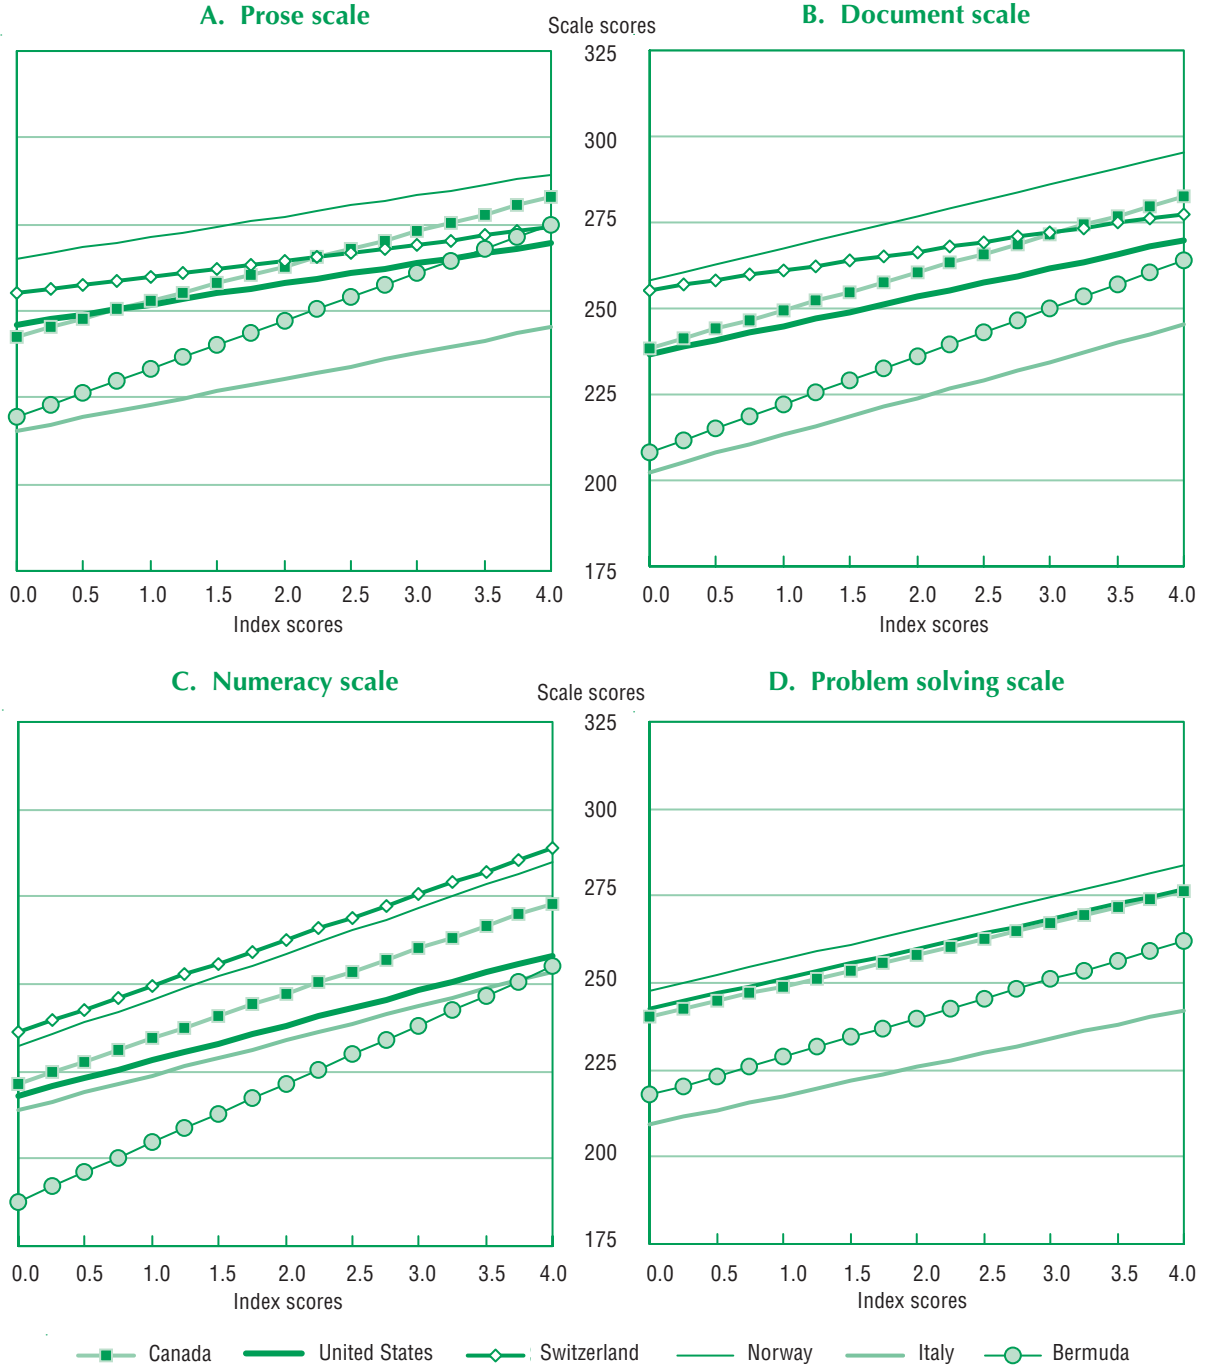 A. Prose scale
Scale scores
B. Document scale
325
300
275
250
225
200
175
0.0 0.5 1.0 1.5 2.0 2.5 3.0 3.5 4.0
0.0 0.5 1.0 1.5 2.0 2.5 3.0 3.5 4.0
Index scores
Index scores
C. Numeracy scale
Scale scores
D. Problem solving scale
325
300
275
250
225
200
175
0.0 0.5 1.0 1.5 2.0 2.5 3.0 3.5 4.0
0.0 0.5 1.0 1.5 2.0 2.5 3.0 3.5 4.0
Index scores
Index scores
Canada United States Switzerland Norway Italy Bermuda